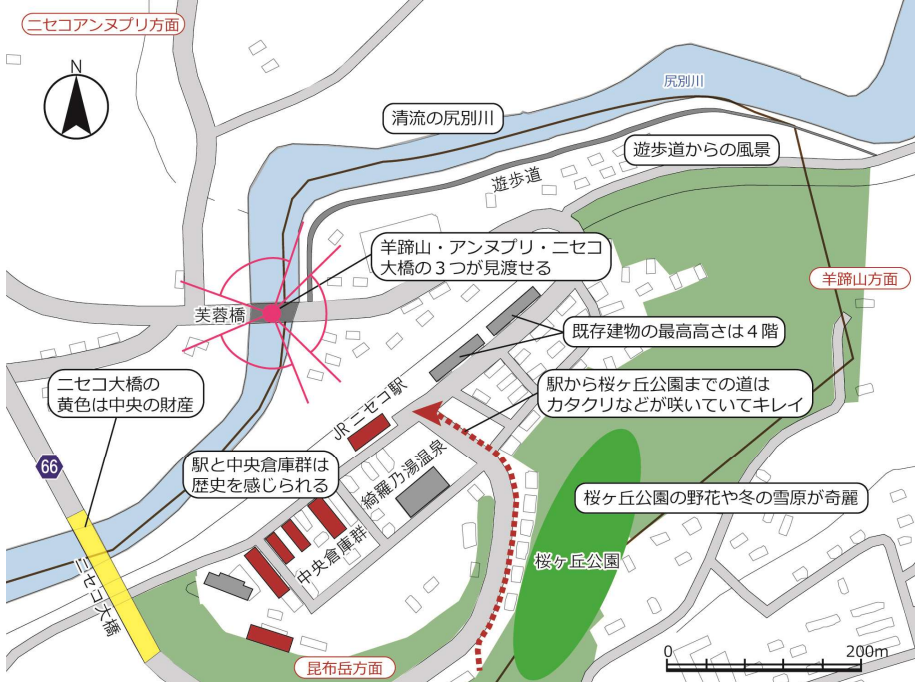 ニセコアンヌプリ方面
N
尻別川
清流の尻別川
遊歩道からの風景
遊歩道
羊蹄山・アンヌプリ・ニセコ
大橋の3つが見渡せる
羊蹄山方面
芙蓉橋
既存建物の最高高さは4階
ニセコ大橋の
黄色は中央の財産
駅から桜ヶ丘公園までの道は
カタクリなどが咲いていてキレイ
JRニセコ駅
66
駅と中央倉庫群は
歴史を感じられる
綺羅乃湯温泉
桜ヶ丘公園の野花や冬の雪原が奇麗
中央倉庫群
桜ヶ丘公園
ニセコ大橋
昆布岳方面
0
200m